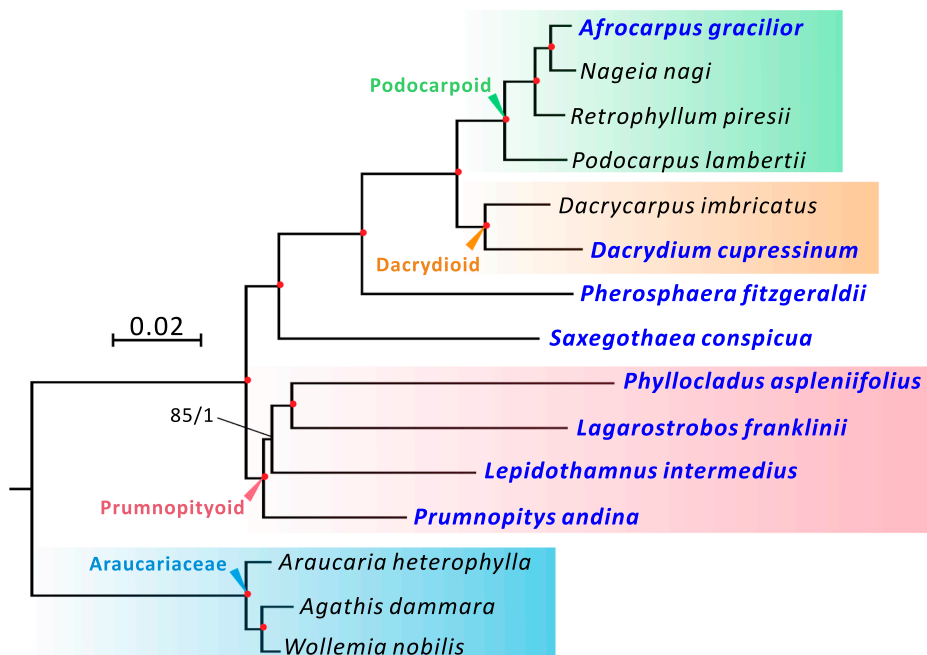 Afrocarpus gracilior
Nageia nagi
Podocarpoid
Retrophyllum piresii
Podocarpus lambertii
Dacrycarpus imbricatus
Dacrydium cupressinum
Dacrydioid
Pherosphaera fitzgeraldii
0.02
Saxegothaea conspicua
Phyllocladus aspleniifolius
85/1
Lagarostrobos franklinii
Lepidothamnus intermedius
Prumnopityoid
Prumnopitys andina
Araucariaceae
Araucaria heterophylla
Agathis dammara
Wollemia nobilis